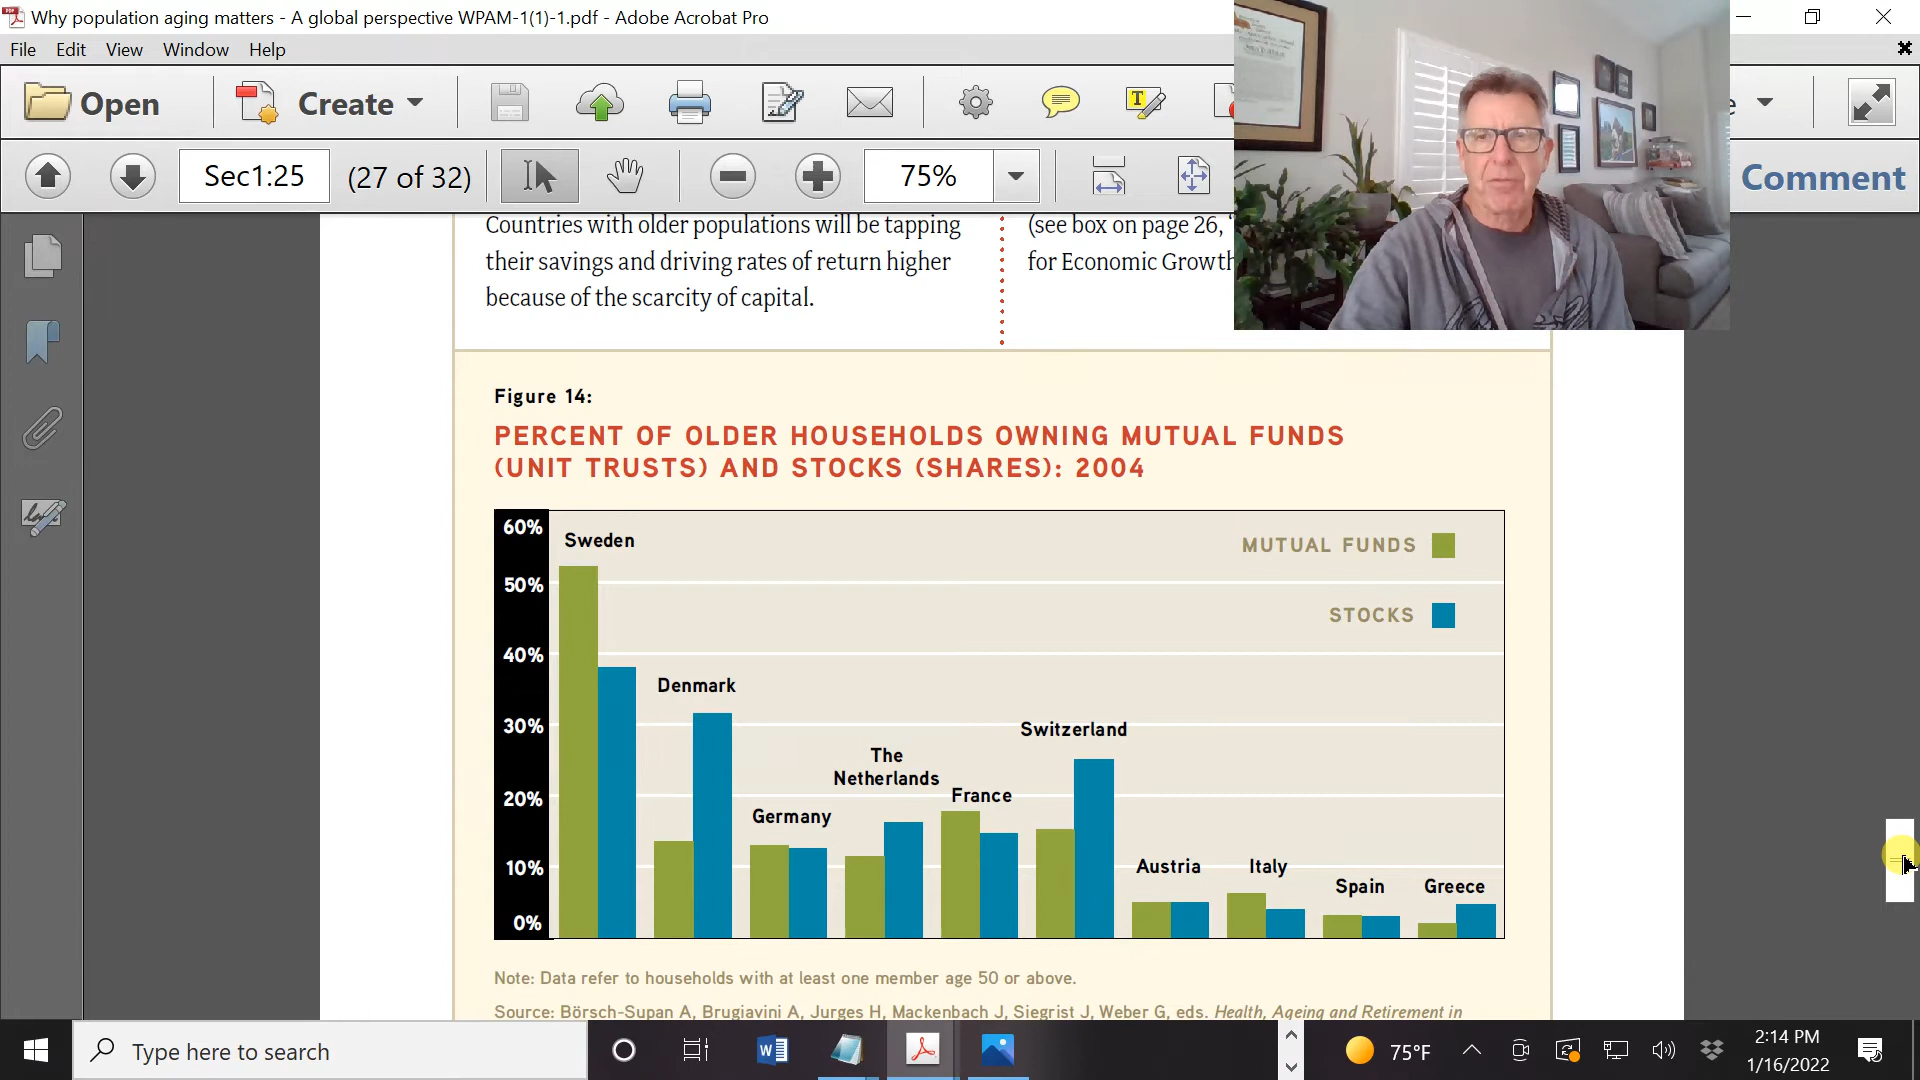 Why population aging matters - A global perspective WPAM-1(1)-1.pdf - Adobe Acrobat Pro
File Edit View Window Help
Open Create Comment
Sec1:25 (27 of 32) 75%
Countries with older populations will be tapping
their savings and driving rates of return higher
because of the scarcity of capital.
(see box on page 26,
for Economic Growth
Figure 14:
PERCENT OF OLDER HOUSEHOLDS OWNING MUTUAL FUNDS
(UNIT TRUSTS) AND STOCKS (SHARES): 2004
60%
50%
40%
30%
20%
10%
0%
MUTUAL FUNDS
STOCKS
Sweden
Denmark
Germany
The
Netherlands
France
Switzerland
Austria
Italy
Spain
Greece
Note: Data refer to households with at least one member age 50 or above.
Source: Börsch-Supan A, Brugiavini A, Jurges H, Mackenbach J, Siegrist J, Weber G, eds. Health, Ageing and Retirement in
Type here to search
75°F
2:14 PM
1/16/2022